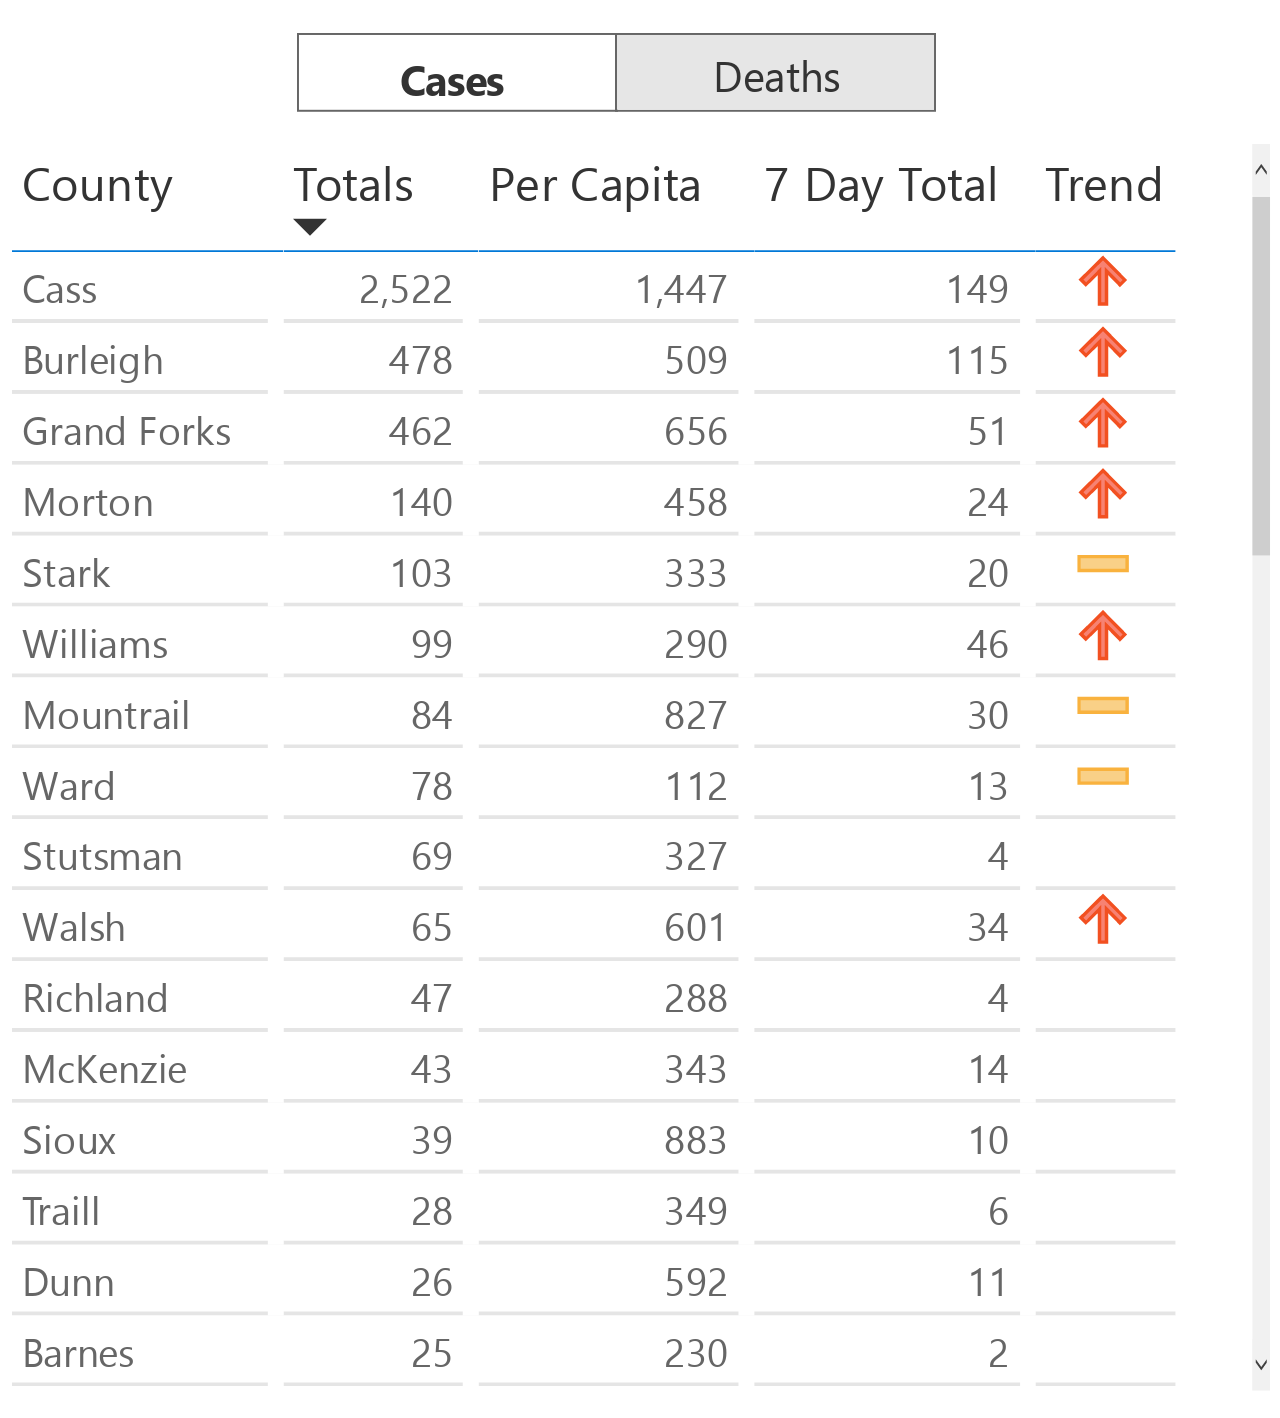 Cases Deaths
County Totals Per Capita 7 Day Total Trend
Cass 2,522 1,447 149
Burleigh 478 509 115
Grand Forks 462 656 51
Morton 140 458 24
Stark 103 333 20
Williams 99 290 46
Mountrail 84 827 30
Ward 78 112 13
Stutsman 69 327 4
Walsh 65 601 34
Richland 47 288 4
McKenzie 43 343 14
Sioux 39 883 10
Traill 28 349 6
Dunn 26 592 11
Barnes 25 230 2